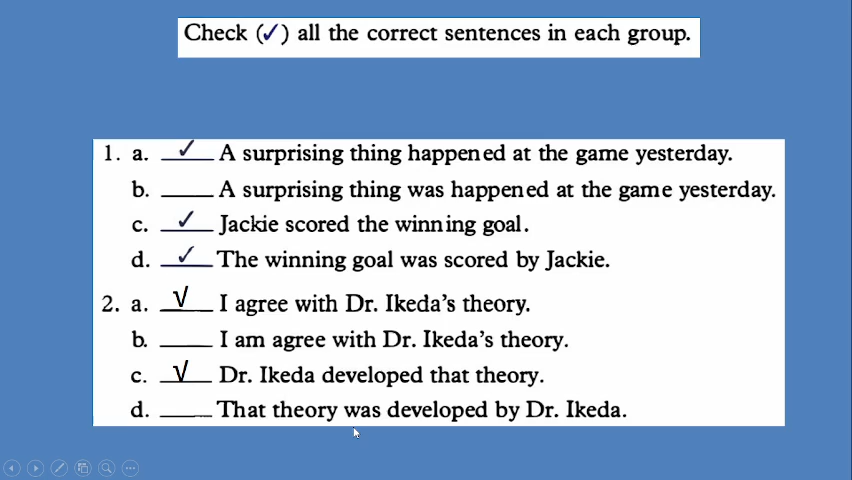 Check (✓) all the correct sentences in each group.
1. a. ✓ A surprising thing happened at the game yesterday.
b. ____ A surprising thing was happened at the game yesterday.
c. ✓ Jackie scored the winning goal.
d. ✓ The winning goal was scored by Jackie.
2. a. √ I agree with Dr. Ikeda's theory.
b. ____ I am agree with Dr. Ikeda's theory.
c. √ Dr. Ikeda developed that theory.
d. ____ That theory was developed by Dr. Ikeda.